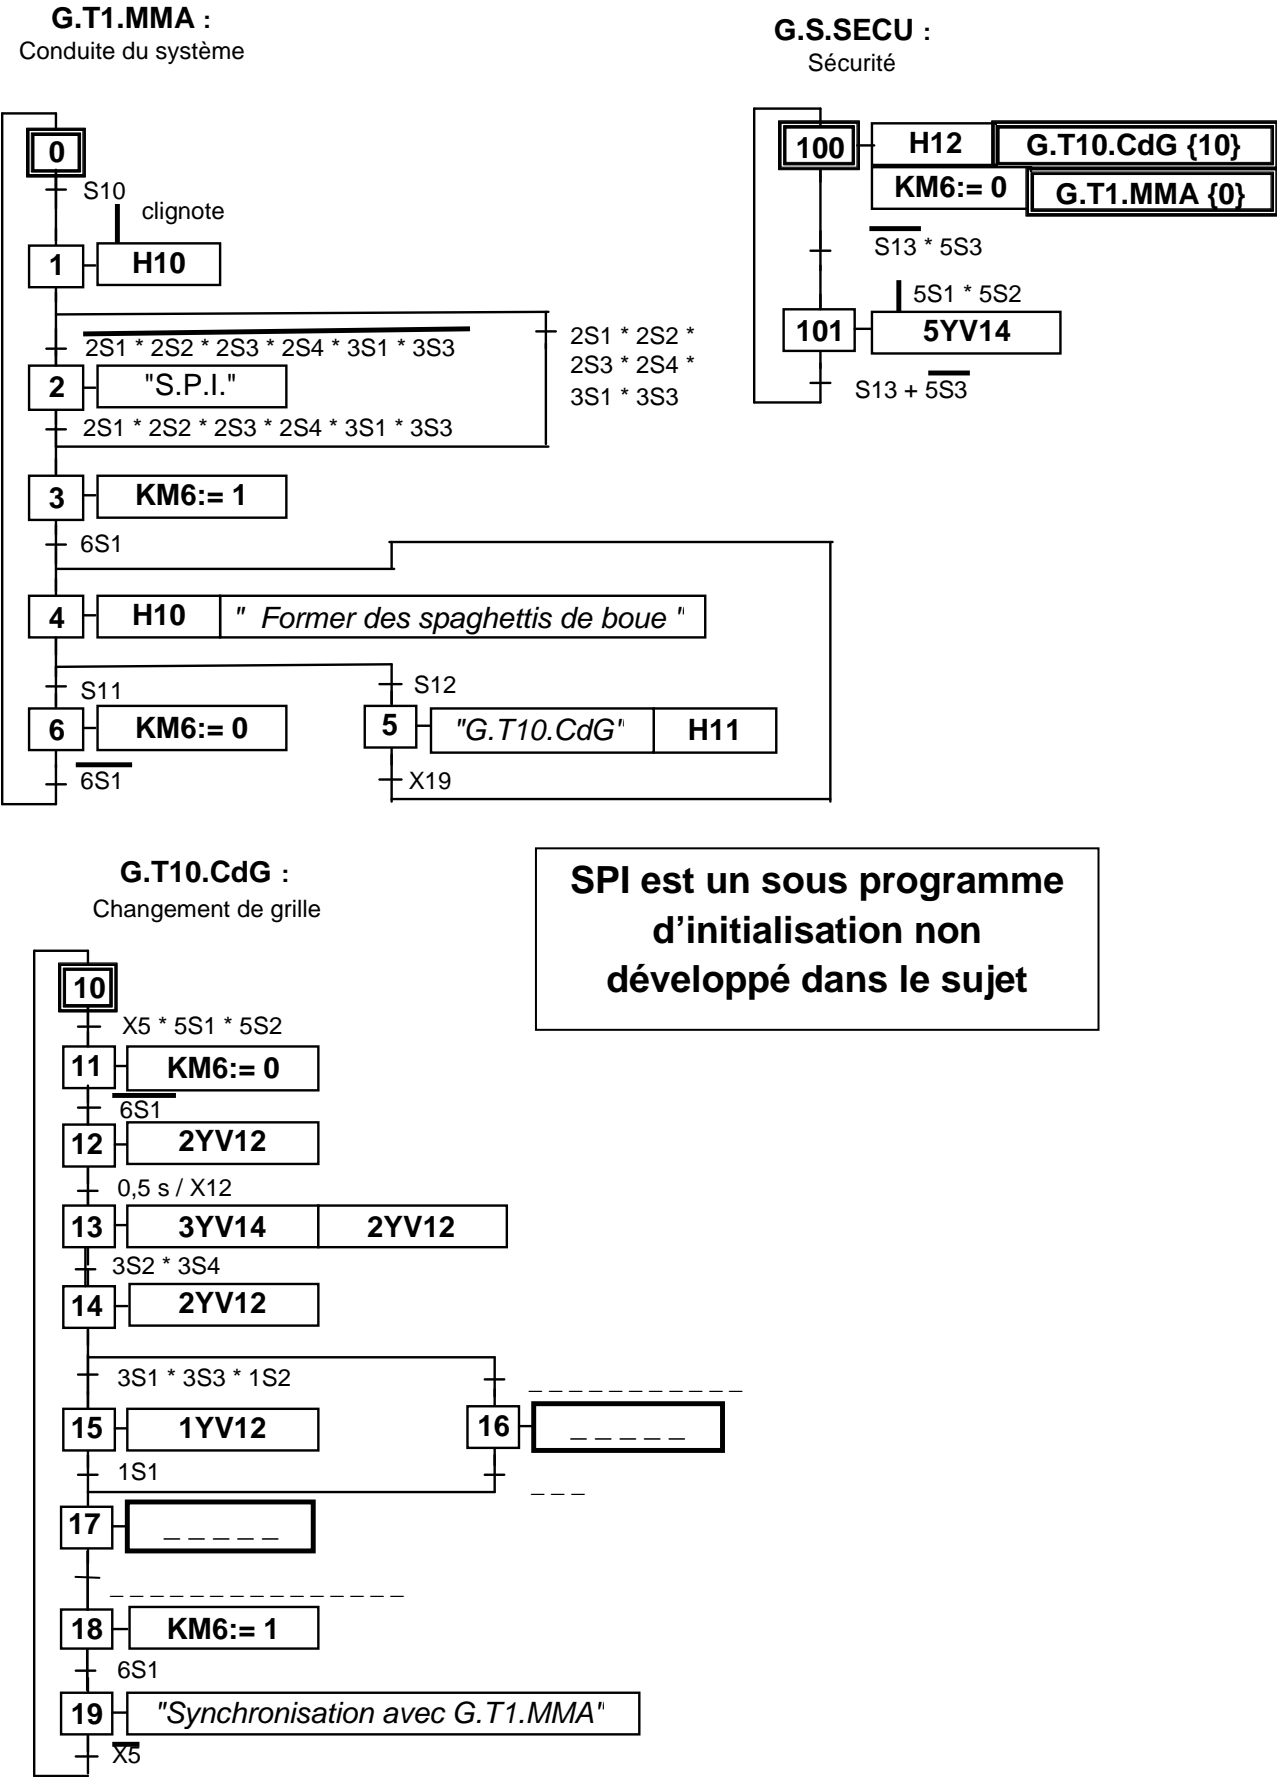 G.T1.MMA :
Conduite du système
0
S10
clignote
1
H10
2S1 * 2S2 * 2S3 * 2S4 * 3S1 * 3S3
2S1 * 2S2 *
2S3 * 2S4 *
3S1 * 3S3
2
"S.P.I."
2S1 * 2S2 * 2S3 * 2S4 * 3S1 * 3S3
3
KM6:= 1
6S1
4
H10
" Former des spaghettis de boue "
S11
S12
6
KM6:= 0
5
"G.T10.CdG"
H11
6S1
X19
G.S.SECU :
Sécurité
100
H12
G.T10.CdG {10}
KM6:= 0
G.T1.MMA {0}
S13 * 5S3
5S1 * 5S2
101
5YV14
S13 + 5S3
G.T10.CdG :
Changement de grille
10
X5 * 5S1 * 5S2
11
KM6:= 0
6S1
12
2YV12
0,5 s / X12
13
3YV14
2YV12
3S2 * 3S4
14
2YV12
3S1 * 3S3 * 1S2
_ _ _ _ _ _ _ _ _ _ _
15
1YV12
16
_ _ _ _ _
1S1
_ _ _
17
_ _ _ _ _
_ _ _ _ _ _ _ _ _ _ _ _ _ _ _
18
KM6:= 1
6S1
19
"Synchronisation avec G.T1.MMA"
X5
SPI est un sous programme
d’initialisation non
développé dans le sujet